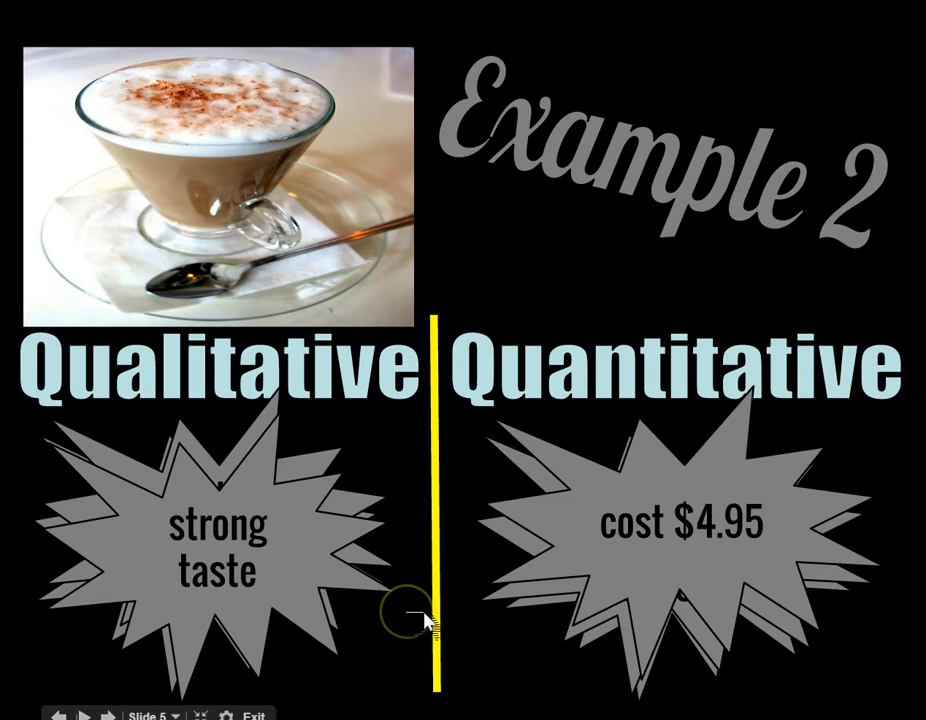 Example 2
Qualitative
Quantitative
strong
taste
cost $4.95
Slide 5
Exit